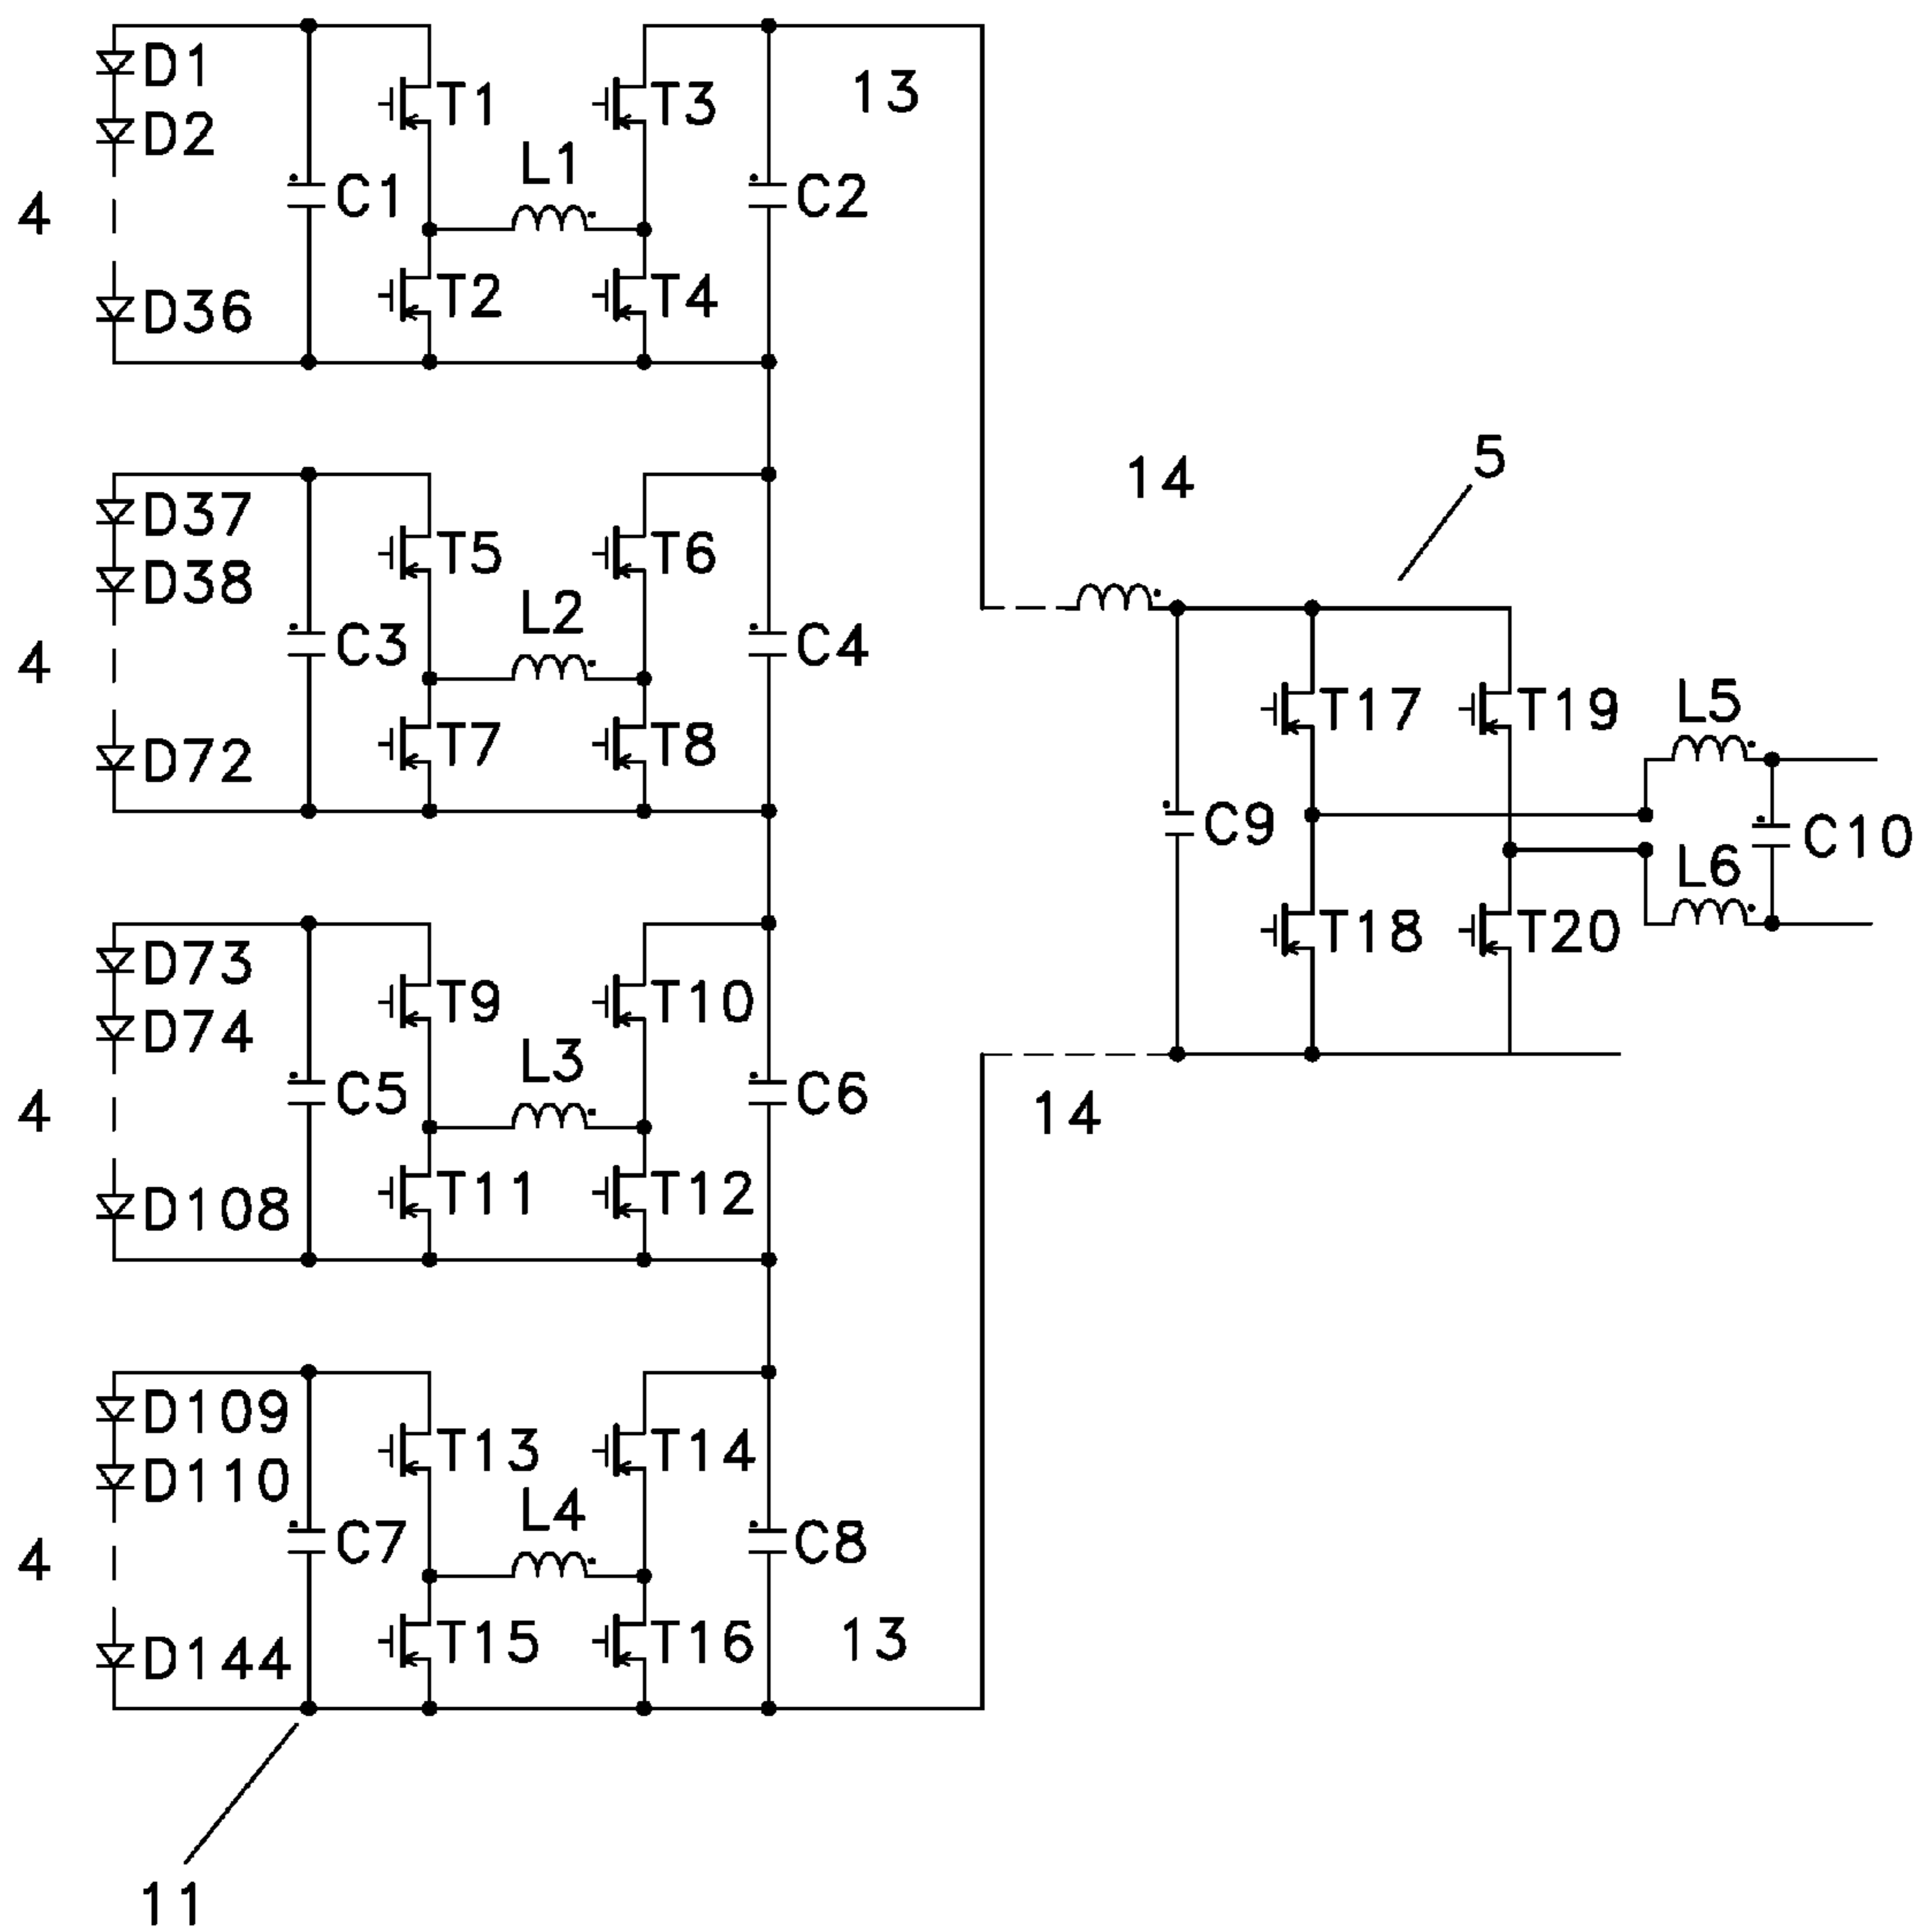 D1 T1 T3 13
D2 L1
4 C1 C2
D36 T2 T4
14 5
D37 T5 T6
D38 L2
4 C3 C4
D72 T7 T8
T17 T19 L5
C9 L6 C10
T18 T20
D73 T9 T10
D74 L3
4 C5 C6 14
D108 T11 T12
D109 T13 T14
D110 L4
4 C7 C8
D144 T15 T16 13
11